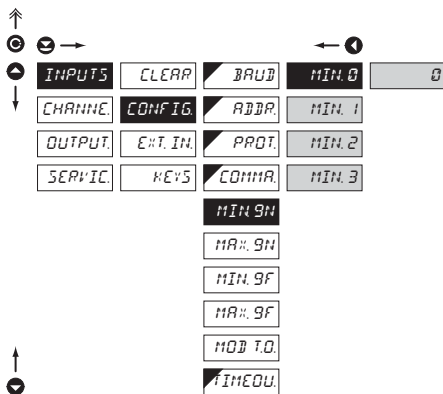 INPUTS CLEAR BAUD MIN. 0 0
CHANNE. CONFIG. ADDR. MIN. 1
OUTPUT. EXT. IN. PROT. MIN. 2
SERVIC. KEYS COMMA. MIN. 3
MIN. 9N
MAX. 9N
MIN. 9F
MAX. 9F
MOD T.O.
TIMEOU.